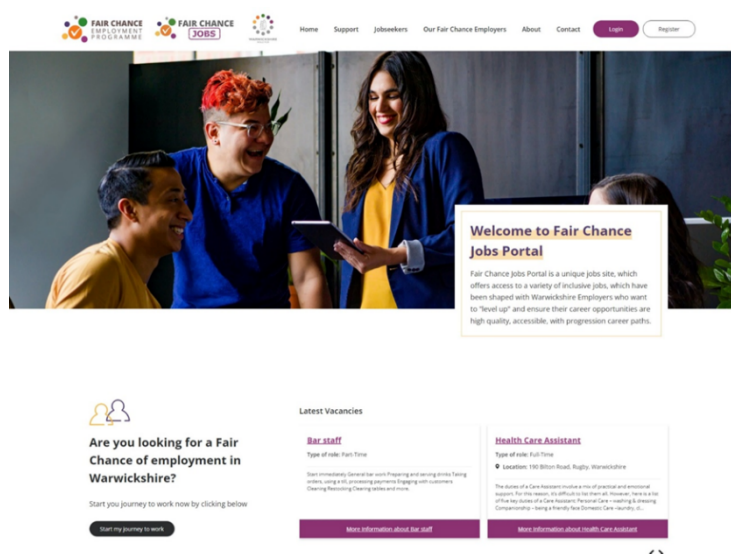 FAIR CHANCE
EMPLOYMENT
PROGRAMME
FAIR CHANCE
JOBS
Home Support Jobseekers Our Fair Chance Employers About Contact Login Register
Welcome to Fair Chance
Jobs Portal
Fair Chance Jobs Portal is a unique jobs site, which
offers access to a variety of inclusive jobs, which have
been shaped with Warwickshire Employers who want
to "level up" and ensure their career opportunities are
high quality, accessible, with progression career paths.
Are you looking for a Fair
Chance of employment in
Warwickshire?
Start you journey to work now by clicking below
Start my journey to work
Latest Vacancies
Bar staff
Type of role: Part-Time
Start immediately General bar work Preparing and serving drinks Taking
orders, using a till, processing payments Engaging with customers
Cleaning Restocking Clearing tables and more.
More information about Bar staff
Health Care Assistant
Type of role: Full-Time
Location: 190 Bilton Road, Rugby, Warwickshire
The duties of a Care Assistant involve a mix of practical and emotional
support. For this reason, it's difficult to list them all. However, here is a list
of five key duties of a Care Assistant: Personal Care – washing & dressing
Companionship – being a friendly face Domestic Care –laundry, cl...
More information about Health Care Assistant